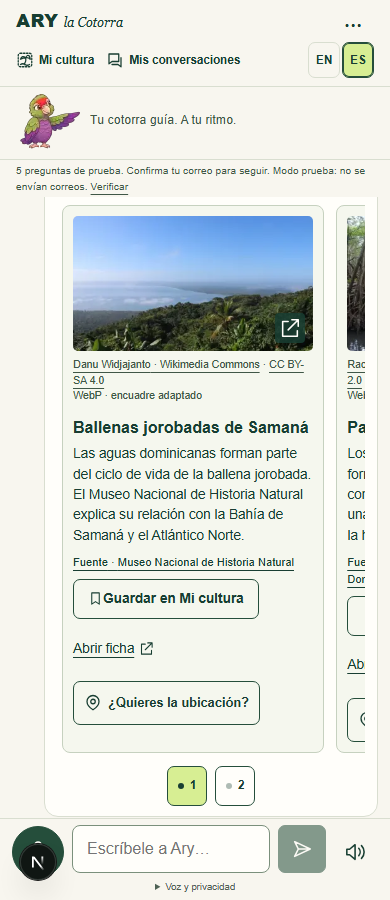 ARY la Cotorra
...
Mi cultura
Mis conversaciones
EN
ES
Tu cotorra guía. A tu ritmo.
5 preguntas de prueba. Confirma tu correo para seguir. Modo prueba: no se
envían correos. Verificar
Danu Widjajanto · Wikimedia Commons · CC BY-
SA 4.0
WebP · encuadre adaptado
Ballenas jorobadas de Samaná
Las aguas dominicanas forman parte
del ciclo de vida de la ballena jorobada.
El Museo Nacional de Historia Natural
explica su relación con la Bahía de
Samaná y el Atlántico Norte.
Fuente · Museo Nacional de Historia Natural
Guardar en Mi cultura
Abrir ficha
¿Quieres la ubicación?
2.0
1
2
N
Escríbele a Ary...
Voz y privacidad